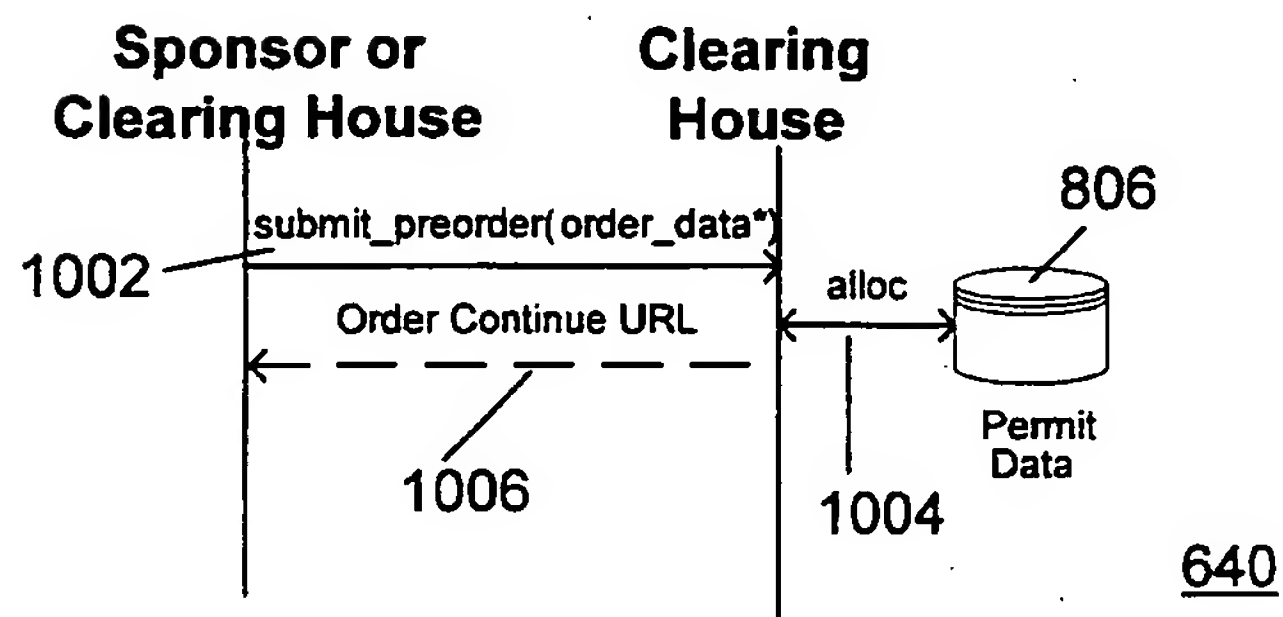 Sponsor or
Clearing House
Clearing
House
806
submit_preorder(order_data*)
1002
alloc
Order Continue URL
Permit
Data
1006
1004
640